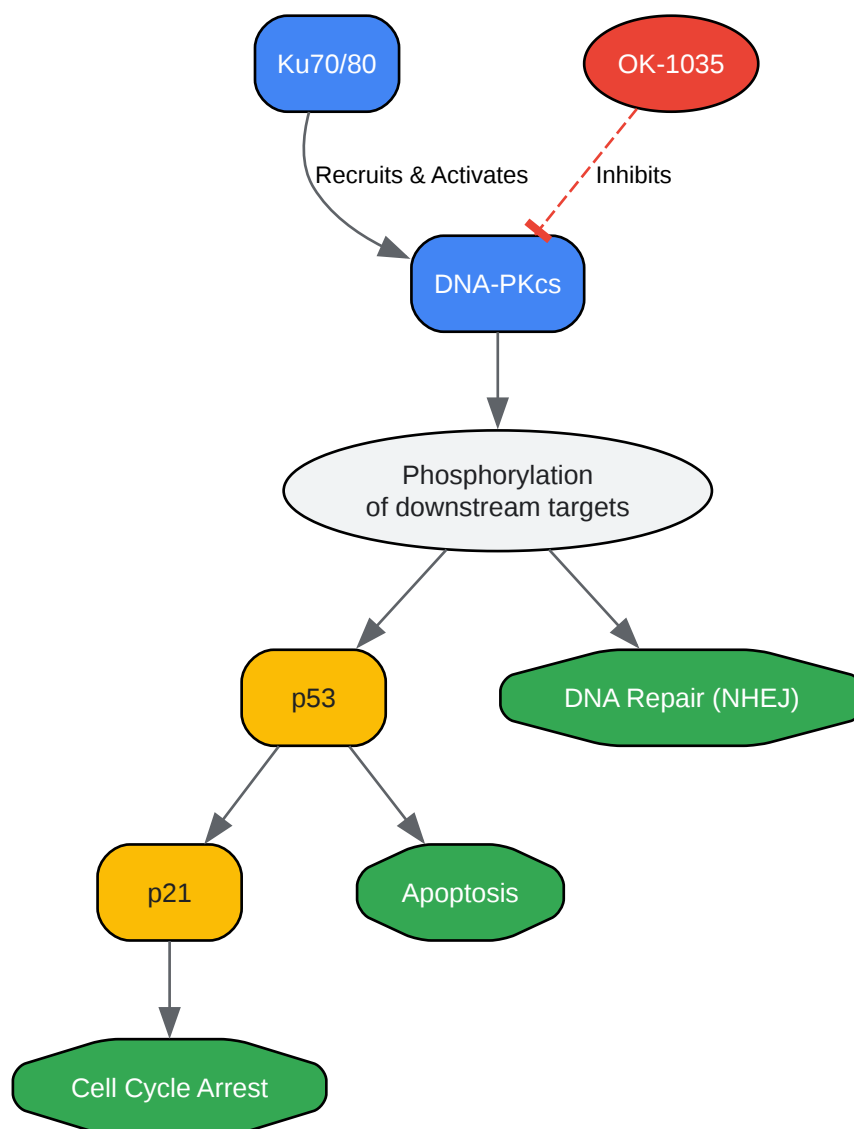 Ku70/80
OK-1035
Recruits & Activates
Inhibits
DNA-PKcs
Phosphorylation
of downstream targets
p53
DNA Repair (NHEJ)
p21
Apoptosis
Cell Cycle Arrest